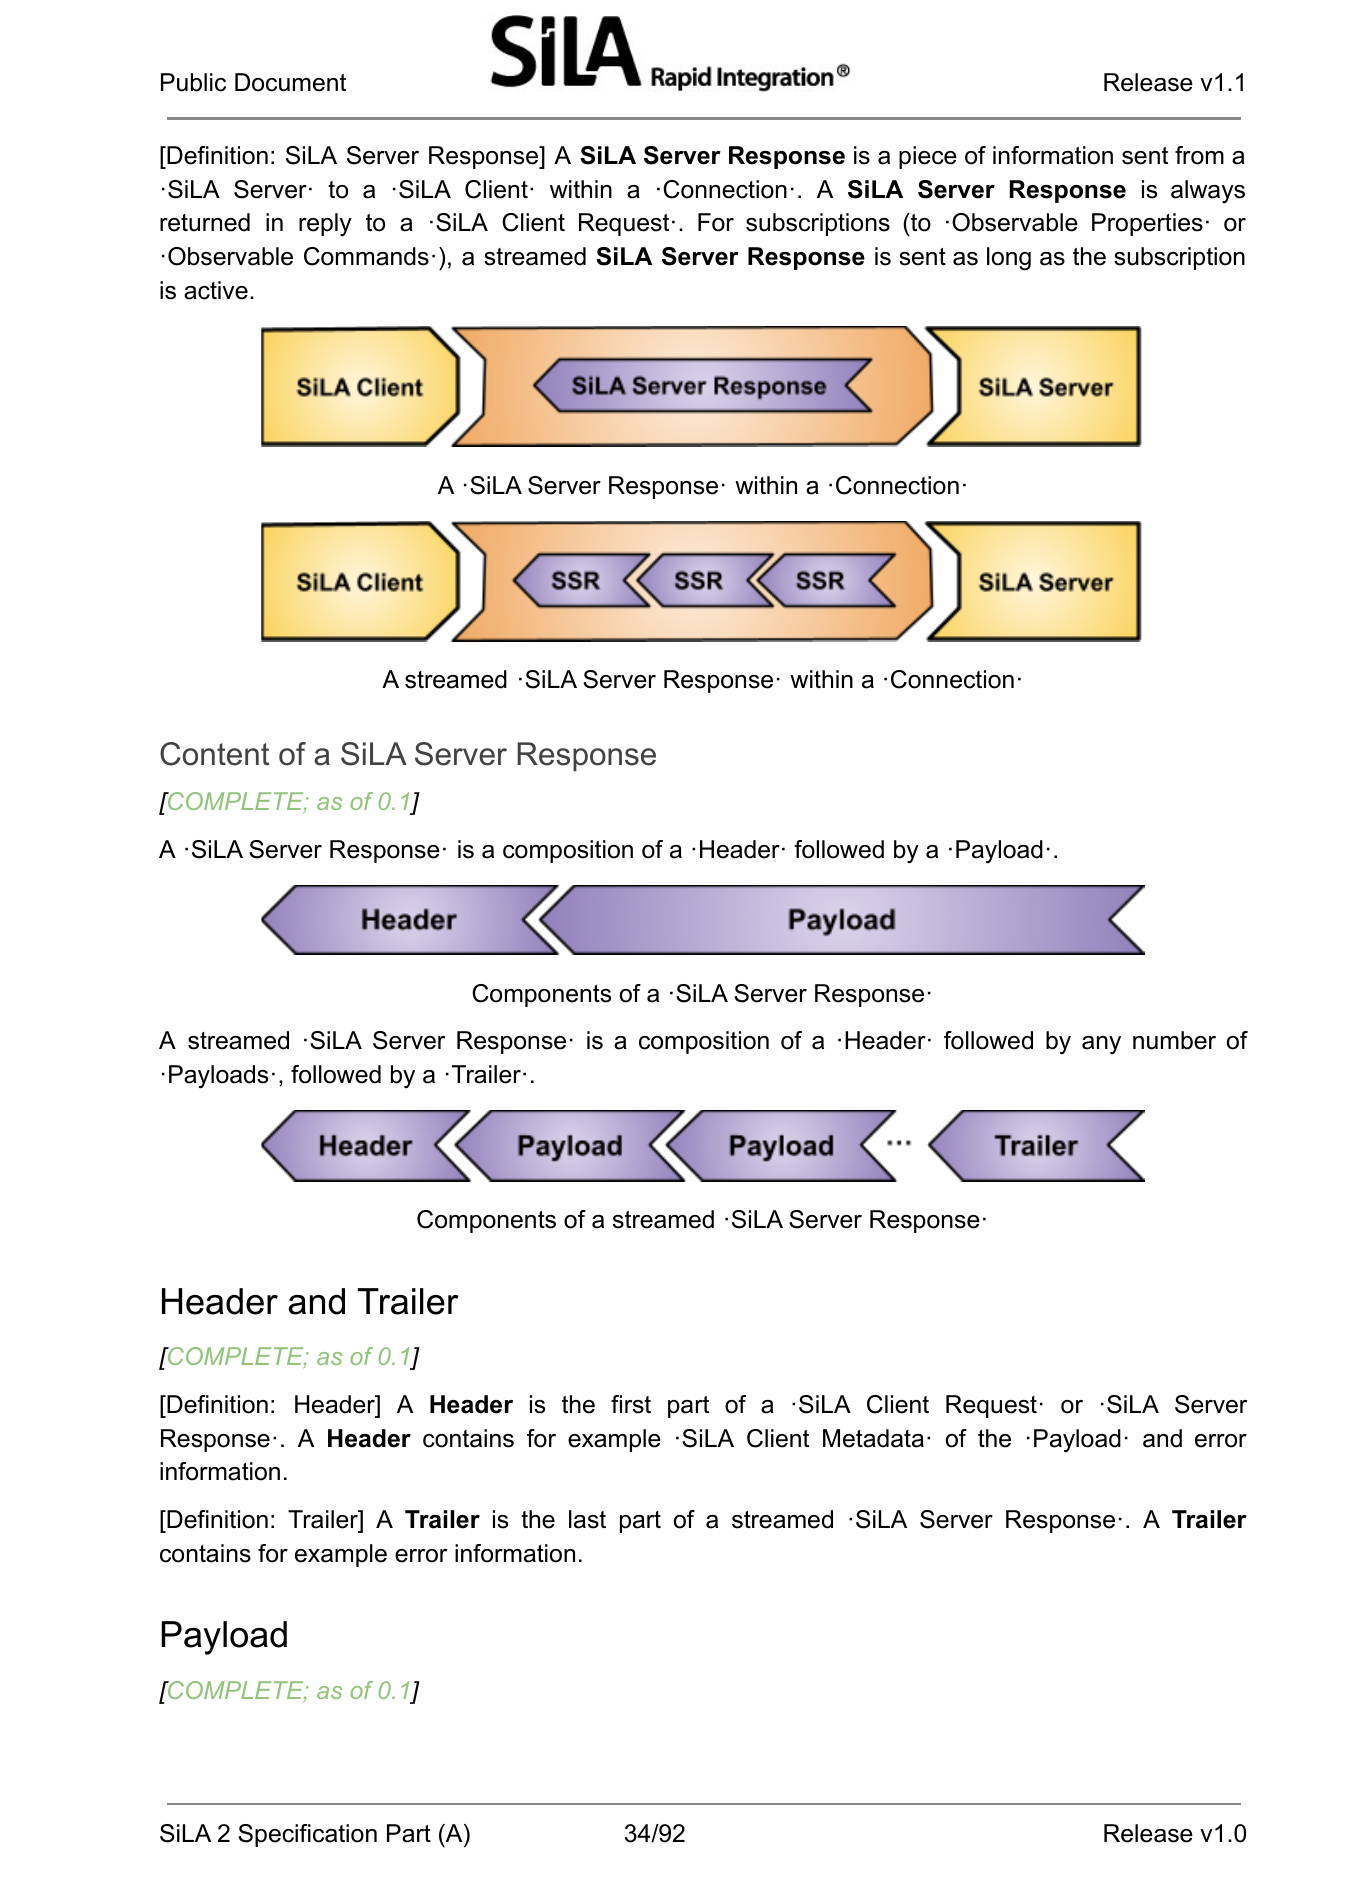 Public Document
SiLA Rapid Integration®
Release v1.1
[Definition: SiLA Server Response] A SiLA Server Response is a piece of information sent from a
·SiLA Server· to a ·SiLA Client· within a ·Connection·. A SiLA Server Response is always
returned in reply to a ·SiLA Client Request·. For subscriptions (to ·Observable Properties· or
·Observable Commands·), a streamed SiLA Server Response is sent as long as the subscription
is active.
SiLA Client
SiLA Server Response
SiLA Server
A ·SiLA Server Response· within a ·Connection·
SiLA Client
SSR
SSR
SSR
SiLA Server
A streamed ·SiLA Server Response· within a ·Connection·
Content of a SiLA Server Response
[COMPLETE; as of 0.1]
A ·SiLA Server Response· is a composition of a ·Header· followed by a ·Payload·.
Header
Payload
Components of a ·SiLA Server Response·
A streamed ·SiLA Server Response· is a composition of a ·Header· followed by any number of
·Payloads·, followed by a ·Trailer·.
Header
Payload
Payload
...
Trailer
Components of a streamed ·SiLA Server Response·
Header and Trailer
[COMPLETE; as of 0.1]
[Definition: Header] A Header is the first part of a ·SiLA Client Request· or ·SiLA Server
Response·. A Header contains for example ·SiLA Client Metadata· of the ·Payload· and error
information.
[Definition: Trailer] A Trailer is the last part of a streamed ·SiLA Server Response·. A Trailer
contains for example error information.
Payload
[COMPLETE; as of 0.1]
SiLA 2 Specification Part (A)
34/92
Release v1.0